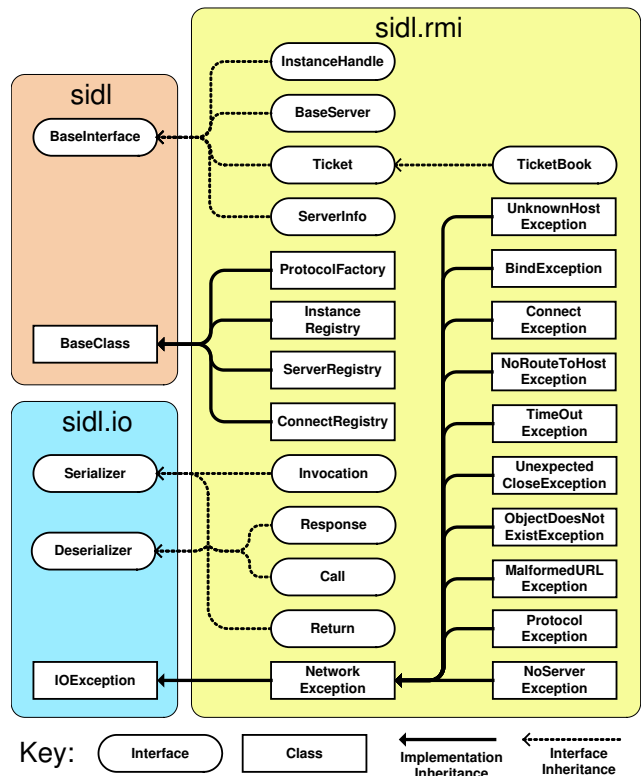 sidl.rmi
InstanceHandle
sidl
BaseInterface
BaseServer
Ticket
TicketBook
ServerInfo
UnknownHost
Exception
ProtocolFactory
BindException
Instance
Registry
Connect
Exception
BaseClass
ServerRegistry
NoRouteToHost
Exception
ConnectRegistry
TimeOut
Exception
sidl.io
Serializer
Invocation
Unexpected
CloseException
Response
ObjectDoesNot
ExistException
Deserializer
Call
MalformedURL
Exception
Return
Protocol
Exception
IOException
Network
Exception
NoServer
Exception
Key:
Interface
Class
Implementation
Inheritance
Interface
Inheritance